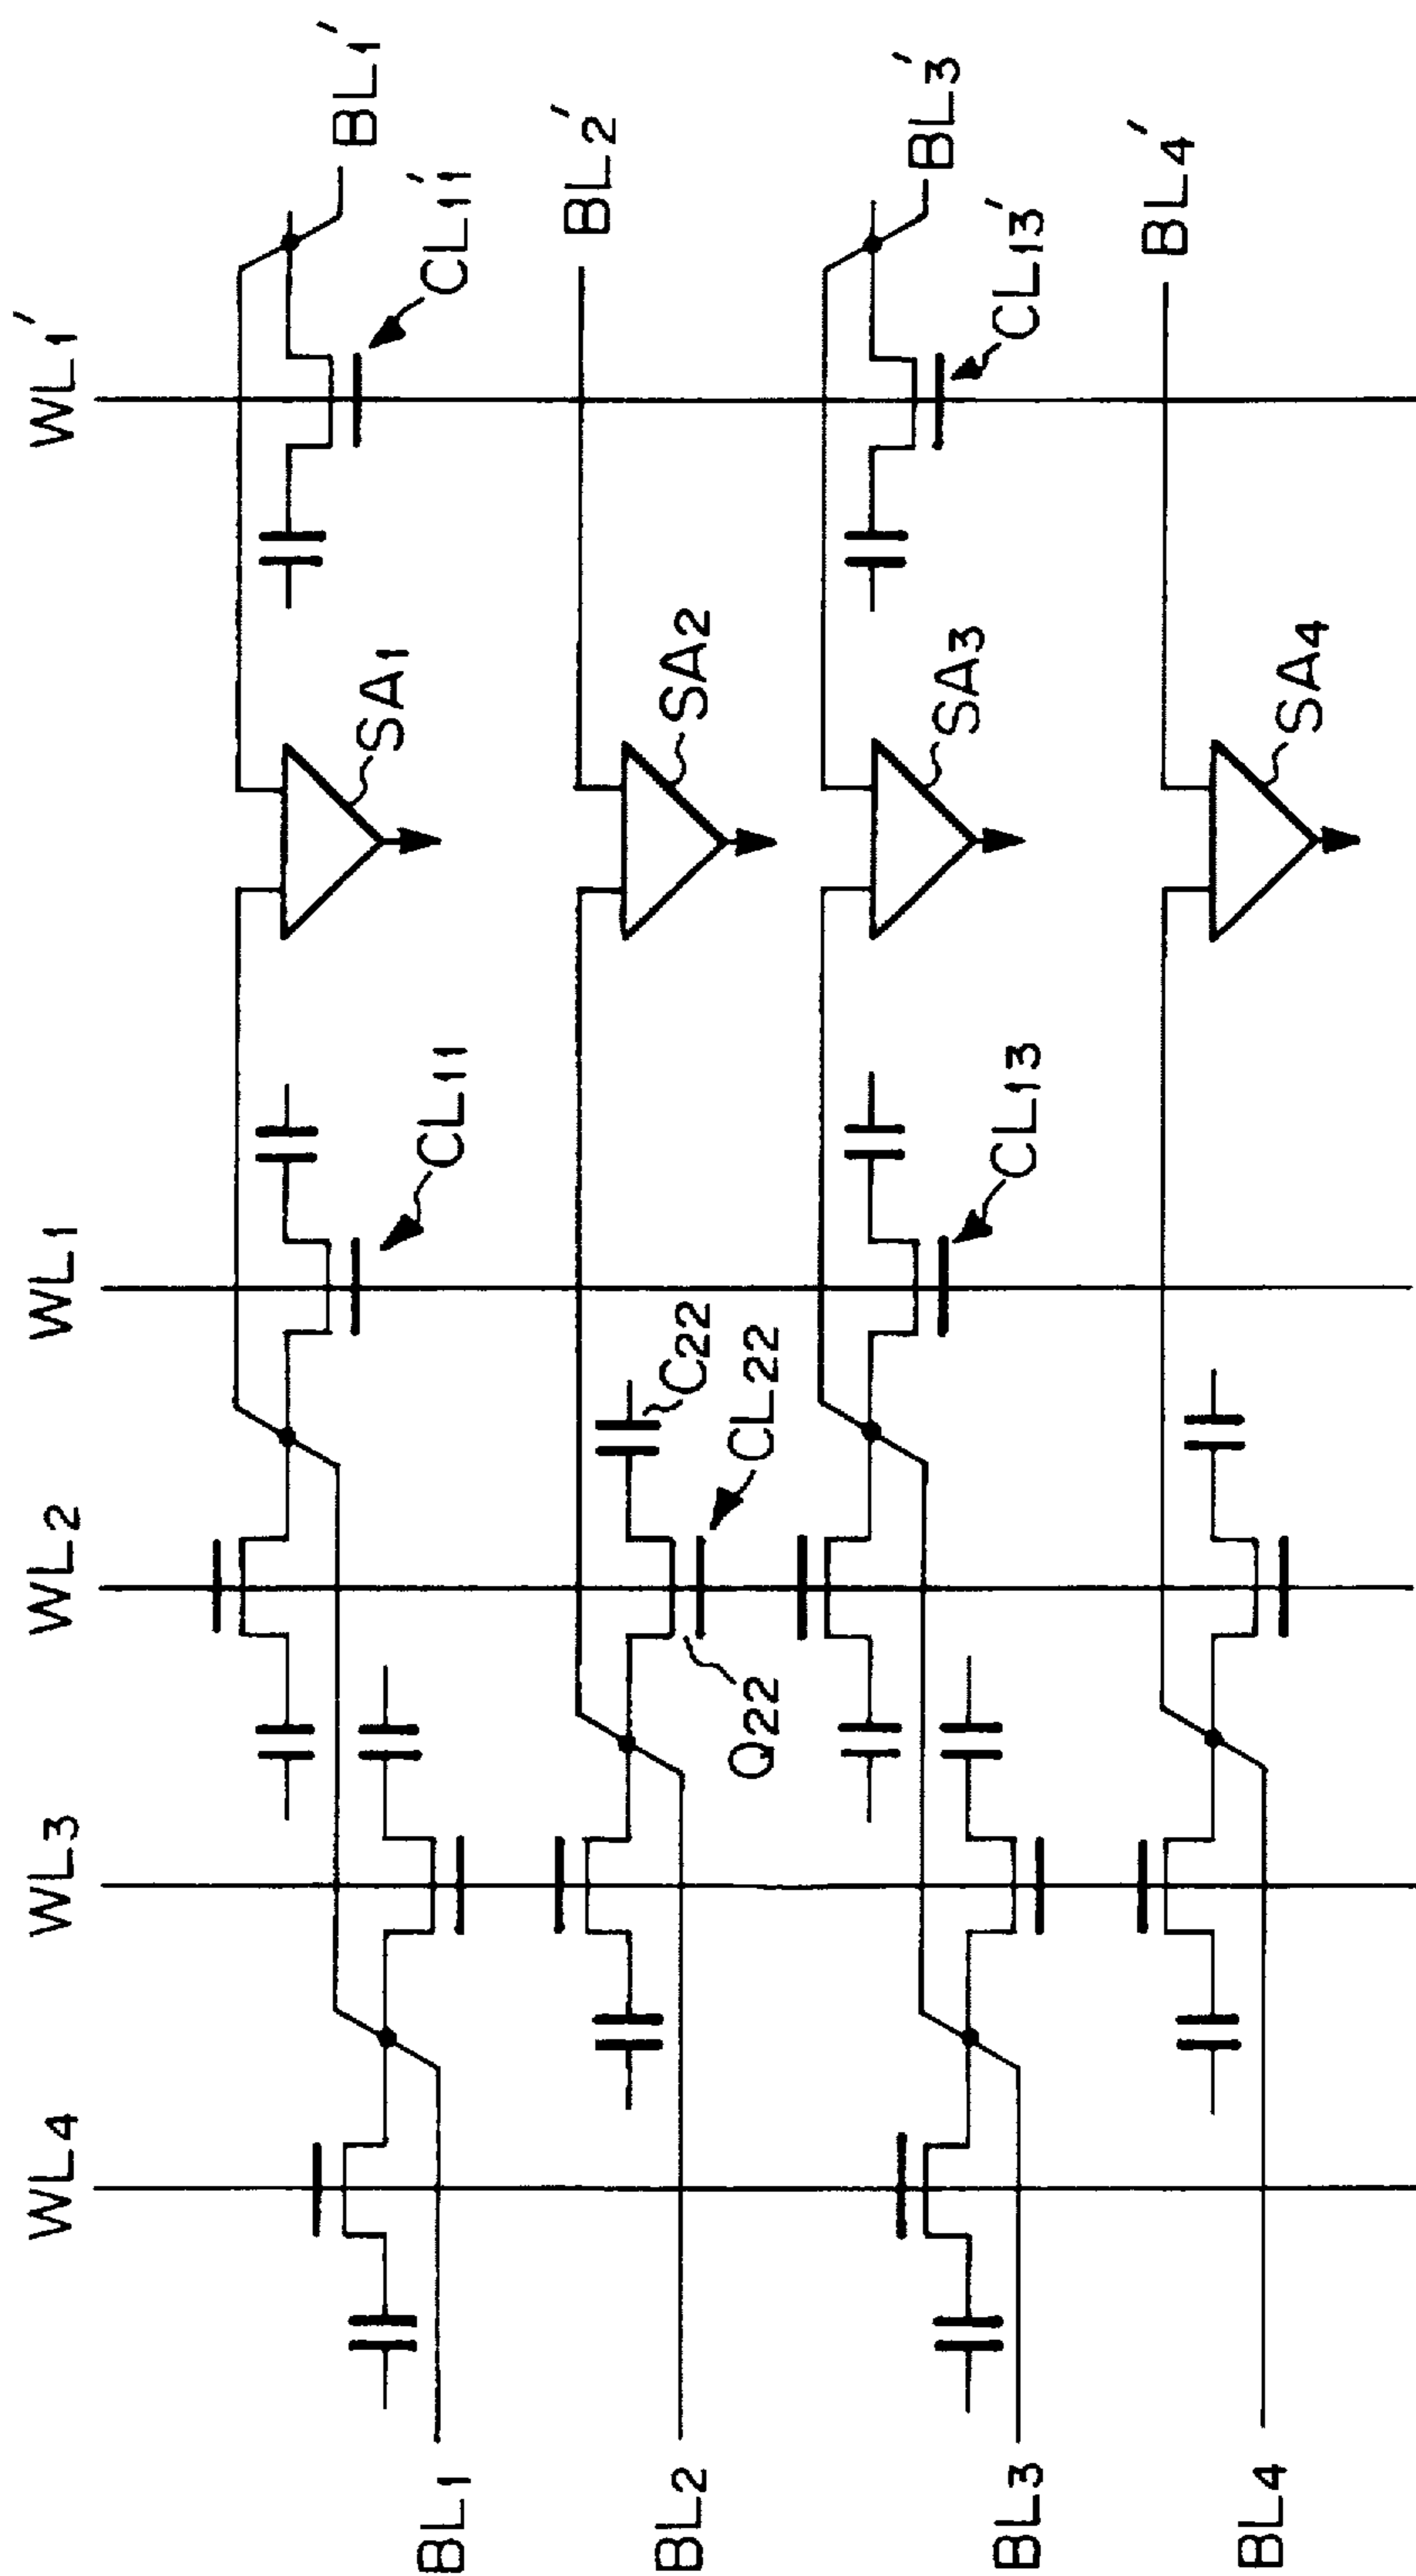 WL4
WL3
WL2
WL1
WL1'
BL1
BL2
BL3
BL4
Q22
C22
CL22
CL11
CL13
SA1
SA2
SA3
SA4
CL11'
CL13'
BL1'
BL2'
BL3'
BL4'